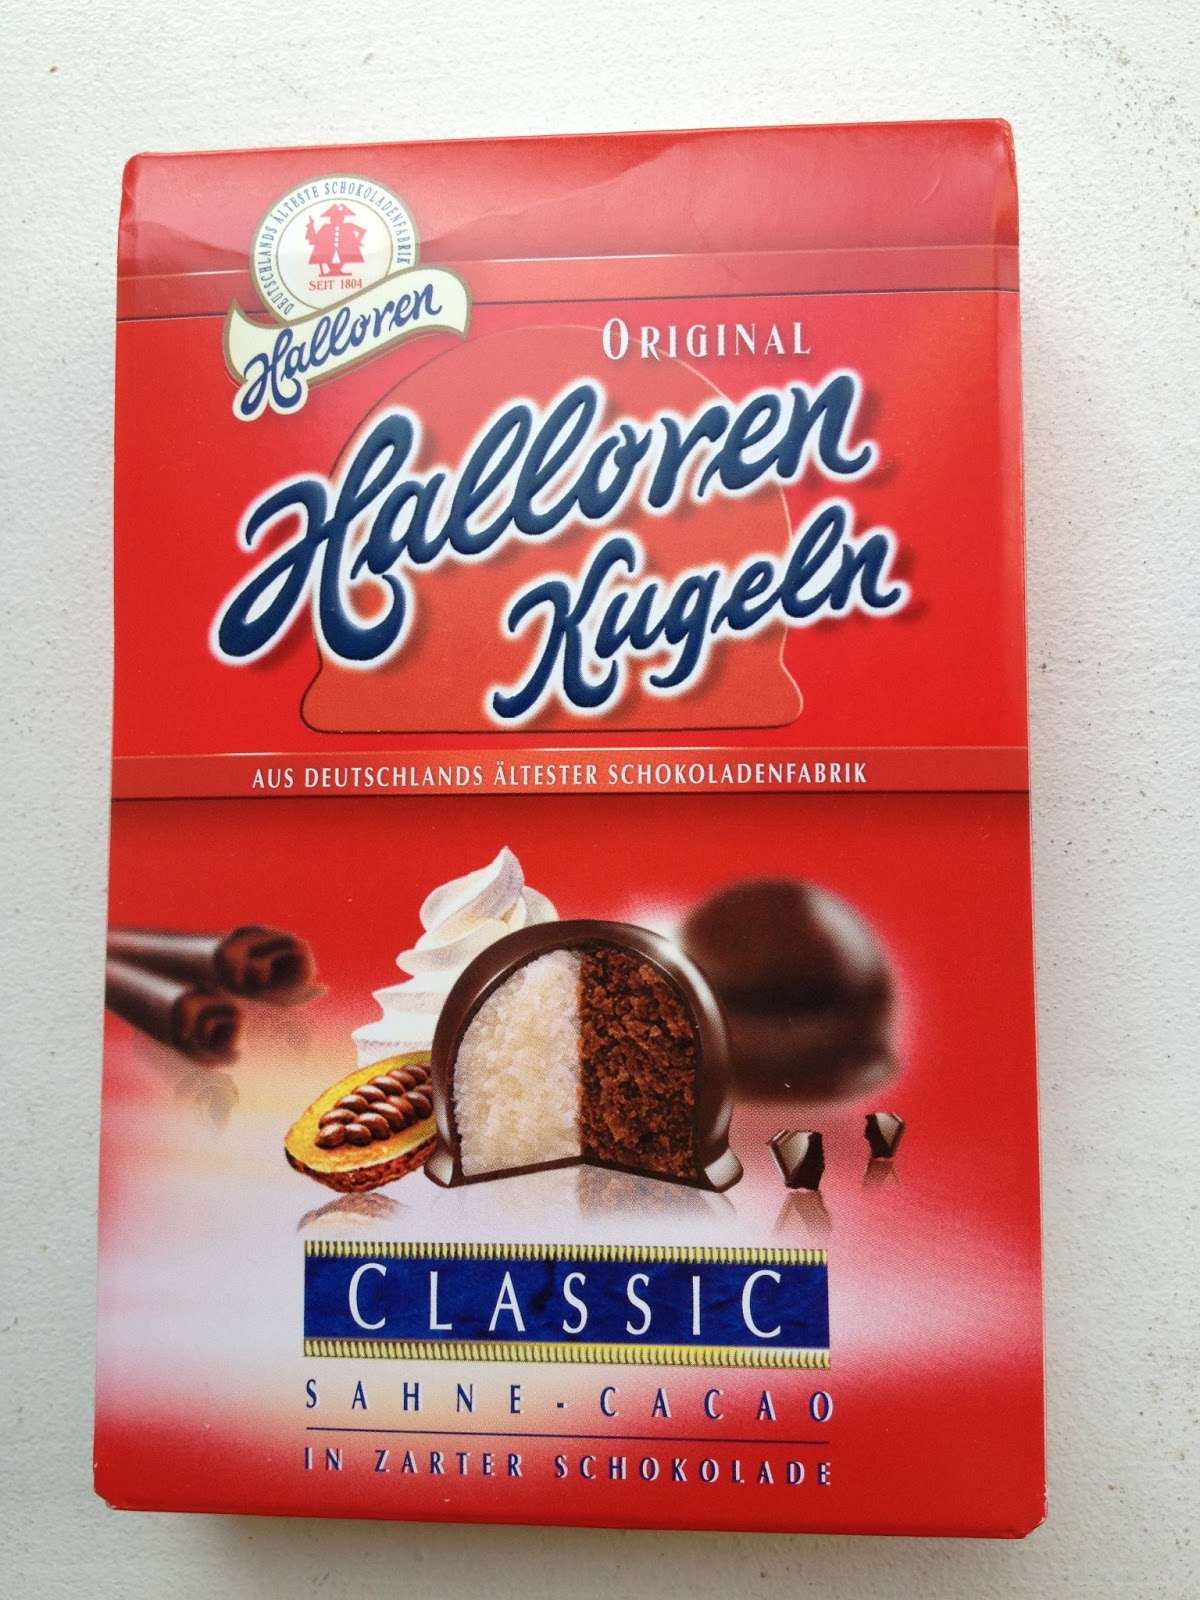 DEUTSCHLANDS ÄLTESTE SCHOKOLADENFABRIK
SEIT 1804
Halloren
ORIGINAL
Halloren
Kugeln
AUS DEUTSCHLANDS ÄLTESTER SCHOKOLADENFABRIK
CLASSIC
SAHNE-CACAO
IN ZARTER SCHOKOLADE